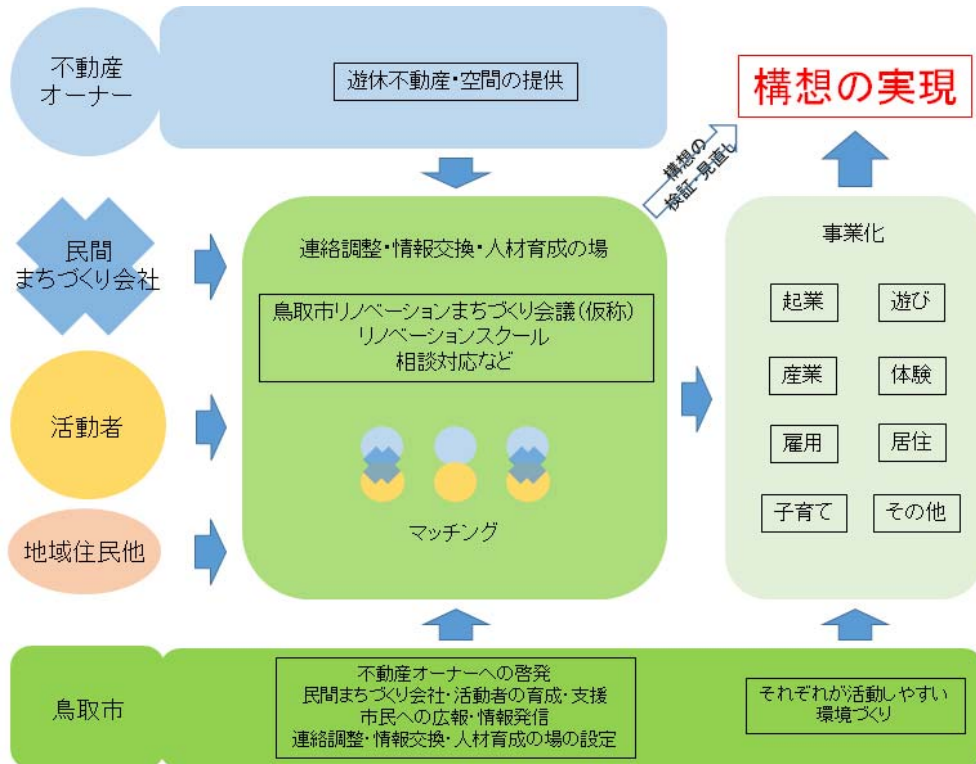 不動産
オーナー
遊休不動産・空間の提供
構想の実現
構想の
検証・見直し
民間
まちづくり会社
連絡調整・情報交換・人材育成の場
鳥取市リノベーションまちづくり会議(仮称)
リノベーションスクール
相談対応など
事業化
起業
遊び
産業
体験
雇用
居住
子育て
その他
活動者
マッチング
地域住民他
鳥取市
不動産オーナーへの啓発
民間まちづくり会社・活動者の育成・支援
市民への広報・情報発信
連絡調整・情報交換・人材育成の場の設定
それぞれが活動しやすい
環境づくり